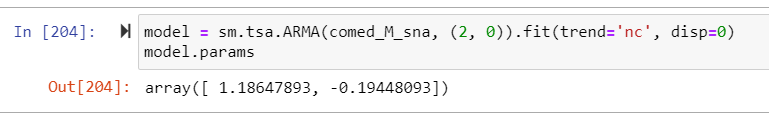 In [204]: model = sm.tsa.ARMA(comed_M_sna, (2, 0)).fit(trend='nc', disp=0)
model.params
Out[204]: array([ 1.18647893, -0.19448093])